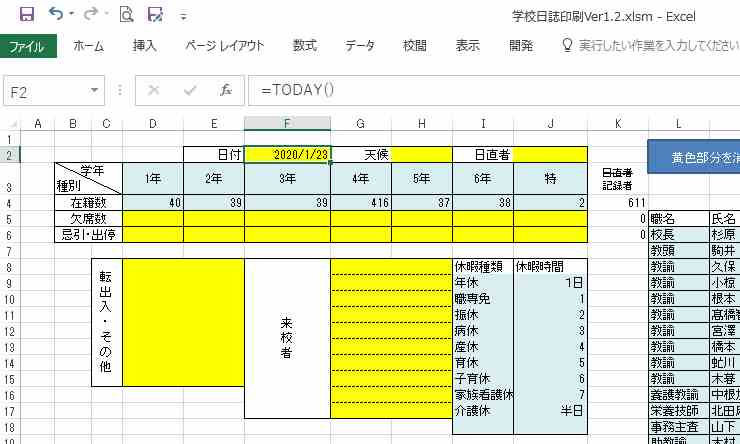 学校日誌印刷Ver1.2.xlsm - Excel
ファイル ホーム 挿入 ページ レイアウト 数式 データ 校閲 表示 開発 実行したい作業を入力してください
F2 fx =TODAY()
A B C D E F G H I J K L M
1
2 日付 2020/1/23 天候 日直者 黄色部分を消
3 学年 種別 1年 2年 3年 4年 5年 6年 特 日直者 記録者
4 在籍数 40 39 39 416 37 38 2 611
5 欠席数 0 職名 氏名
6 忌引・出停 0 校長 杉原
7 教頭 駒井
8 転出入・その他 来校者 休暇種類 休暇時間 教諭 久保
9 年休 1日 教諭 小椋
10 職専免 1 教諭 根本
11 振休 2 教諭 髙橋
12 病休 3 教諭 宮澤
13 産休 4 教諭 橋本
14 育休 5 教諭 虻川
15 子育休 6 教諭 木暮
16 家族看護休 7 養護教諭 中根
17 介護休 半日 栄養技師 北田
18 事務主査 山下
助教諭 木村